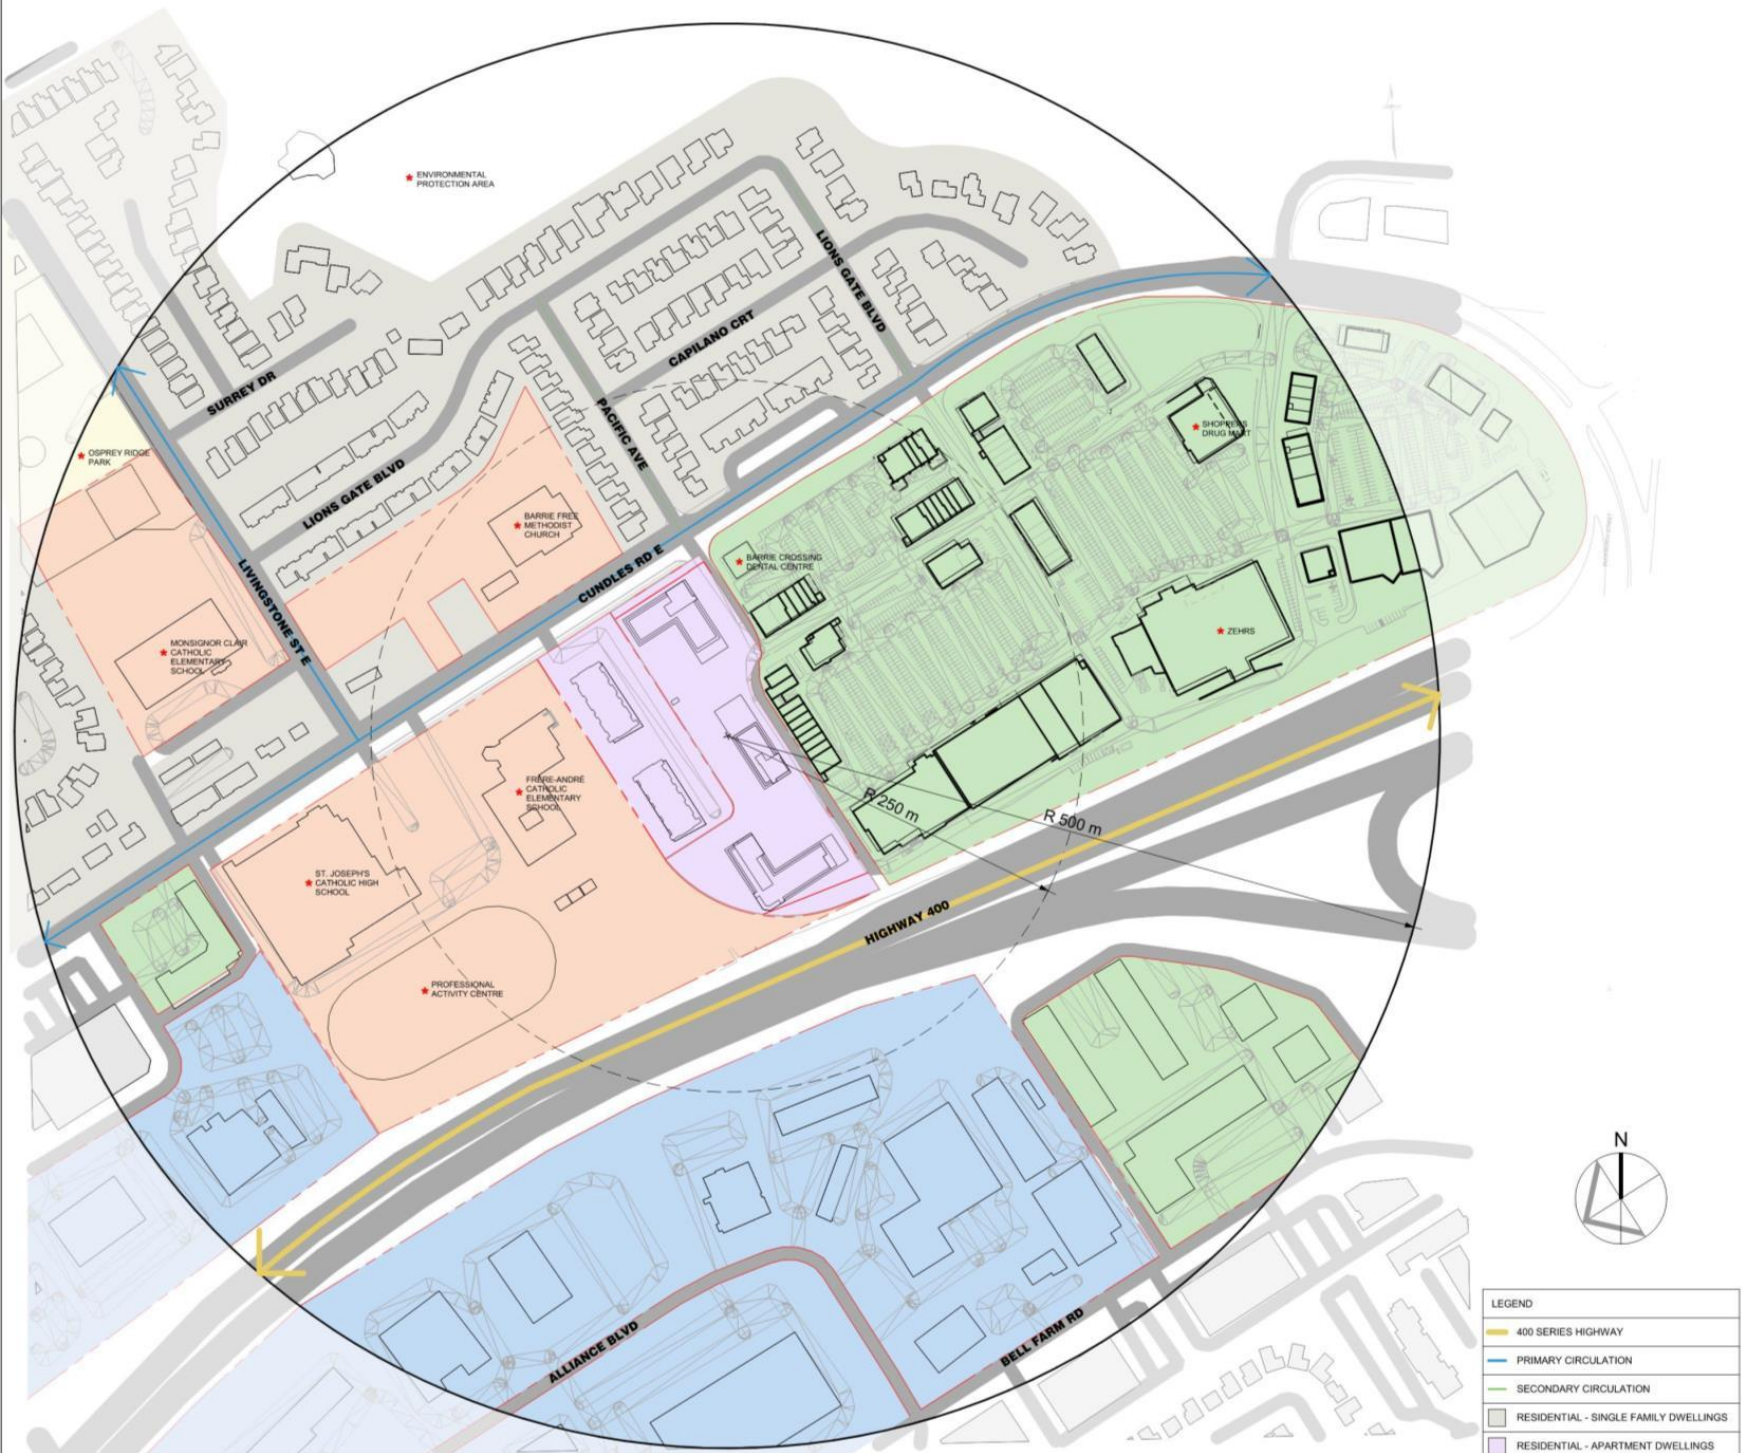 ENVIRONMENTAL
PROTECTION AREA
LIONS GATE BLVD
CAPILANO CRT
SURREY DR
PACIFIC AVE
SHOPPERS
DRUG MART
OSPREY RIDGE
PARK
LIONS GATE BLVD
BARRIE FREE
METHODIST
CHURCH
BARRIE CROSSING
DENTAL CENTRE
CUNDLES RD E
LIVINGSTONE ST E
MONSIGNOR CLAIR
CATHOLIC
ELEMENTARY
SCHOOL
ZEHRS
FRÈRE-ANDRÉ
CATHOLIC
ELEMENTARY
SCHOOL
R 250 m
R 500 m
ST. JOSEPH'S
CATHOLIC HIGH
SCHOOL
HIGHWAY 400
PROFESSIONAL
ACTIVITY CENTRE
N
ALLIANCE BLVD
BELL FARM RD
LEGEND
400 SERIES HIGHWAY
PRIMARY CIRCULATION
SECONDARY CIRCULATION
RESIDENTIAL - SINGLE FAMILY DWELLINGS
RESIDENTIAL - APARTMENT DWELLINGS